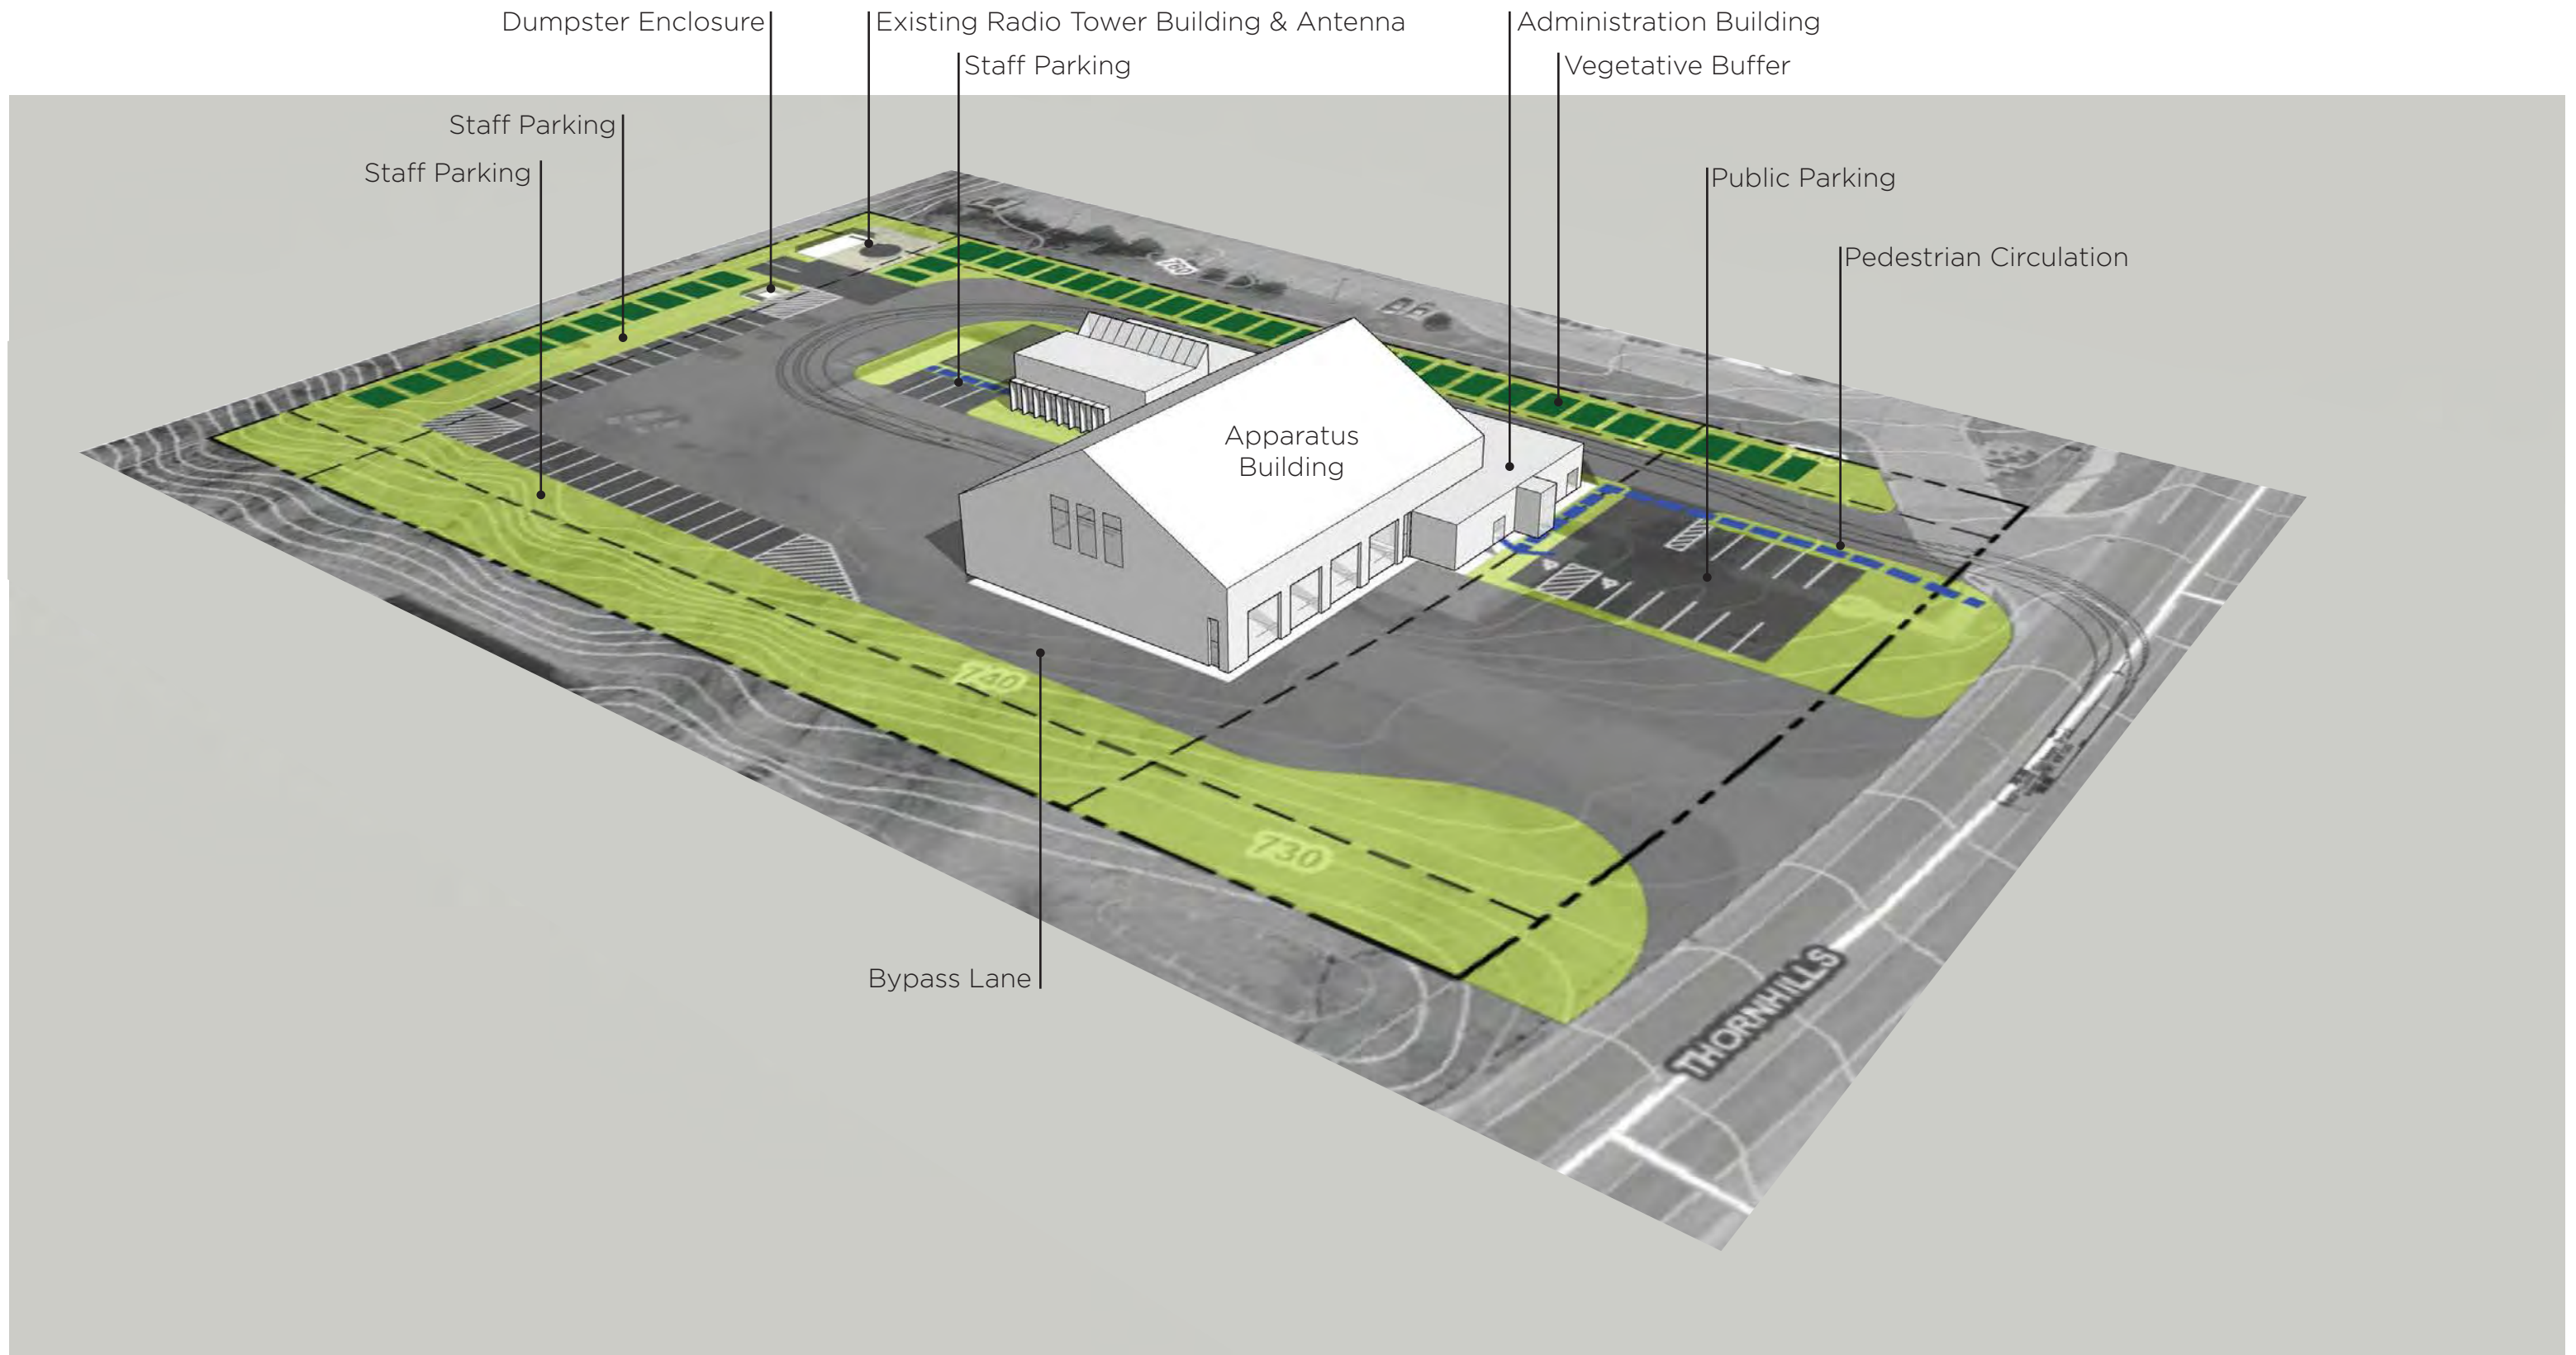 Dumpster Enclosure
Existing Radio Tower Building & Antenna
Administration Building
Staff Parking
Vegetative Buffer
Staff Parking
Staff Parking
Public Parking
Pedestrian Circulation
760
Apparatus
Building
740
730
Bypass Lane
THORNHILLS